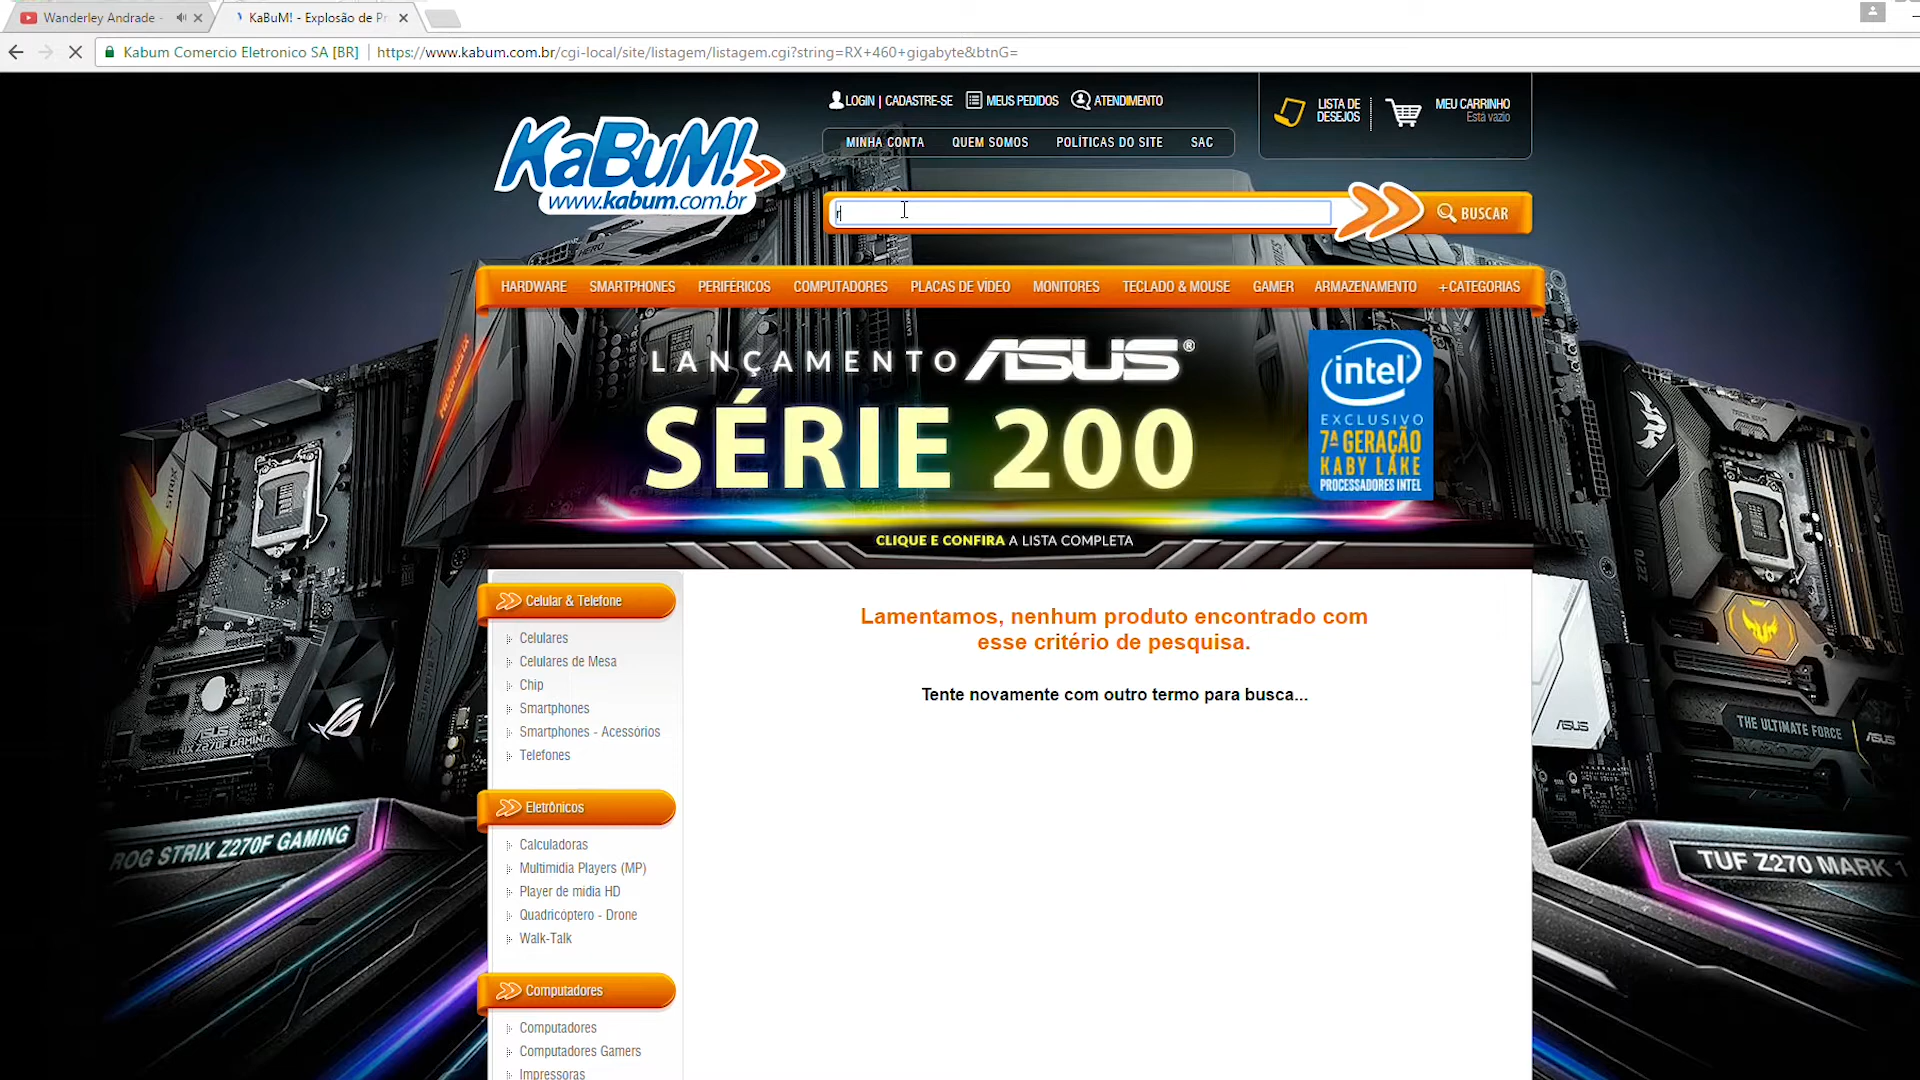 Wanderley Andrade -
KaBuM! - Explosão de Pr
Kabum Comercio Eletronico SA [BR]
https://www.kabum.com.br/cgi-local/site/listagem/listagem.cgi?string=RX+460+gigabyte&btnG=
LOGIN | CADASTRE-SE
MEUS PEDIDOS
ATENDIMENTO
LISTA DE
DESEJOS
MEU CARRINHO
Está vazio
KaBuM!
www.kabum.com.br
MINHA CONTA
QUEM SOMOS
POLÍTICAS DO SITE
SAC
r
BUSCAR
HARDWARE
SMARTPHONES
PERIFÉRICOS
COMPUTADORES
PLACAS DE VÍDEO
MONITORES
TECLADO & MOUSE
GAMER
ARMAZENAMENTO
+ CATEGORIAS
LANÇAMENTO ASUS®
SÉRIE 200
CLIQUE E CONFIRA A LISTA COMPLETA
intel
EXCLUSIVO
7ª GERAÇÃO
KABY LAKE
PROCESSADORES INTEL
Celular & Telefone
Celulares
Celulares de Mesa
Chip
Smartphones
Smartphones - Acessórios
Telefones
Eletrônicos
Calculadoras
Multimídia Players (MP)
Player de mídia HD
Quadricóptero - Drone
Walk-Talk
Computadores
Computadores
Computadores Gamers
Impressoras
Lamentamos, nenhum produto encontrado com
esse critério de pesquisa.
Tente novamente com outro termo para busca...
STRIX
HERO
SUPREMEFX
ROG STRIX Z270F GAMING
Z270
ASUS
THE ULTIMATE FORCE
ASUS
TUF Z270 MARK 1